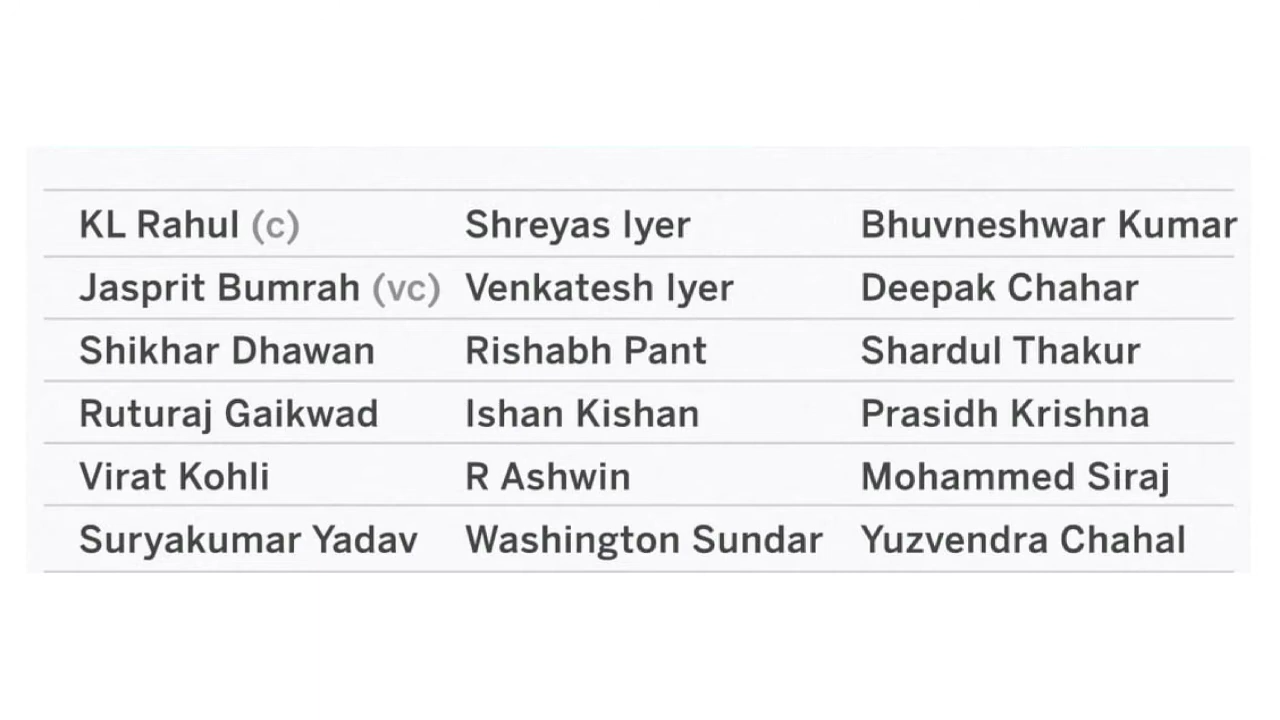 KL Rahul (c) Shreyas Iyer Bhuvneshwar Kumar
Jasprit Bumrah (vc) Venkatesh Iyer Deepak Chahar
Shikhar Dhawan Rishabh Pant Shardul Thakur
Ruturaj Gaikwad Ishan Kishan Prasidh Krishna
Virat Kohli R Ashwin Mohammed Siraj
Suryakumar Yadav Washington Sundar Yuzvendra Chahal